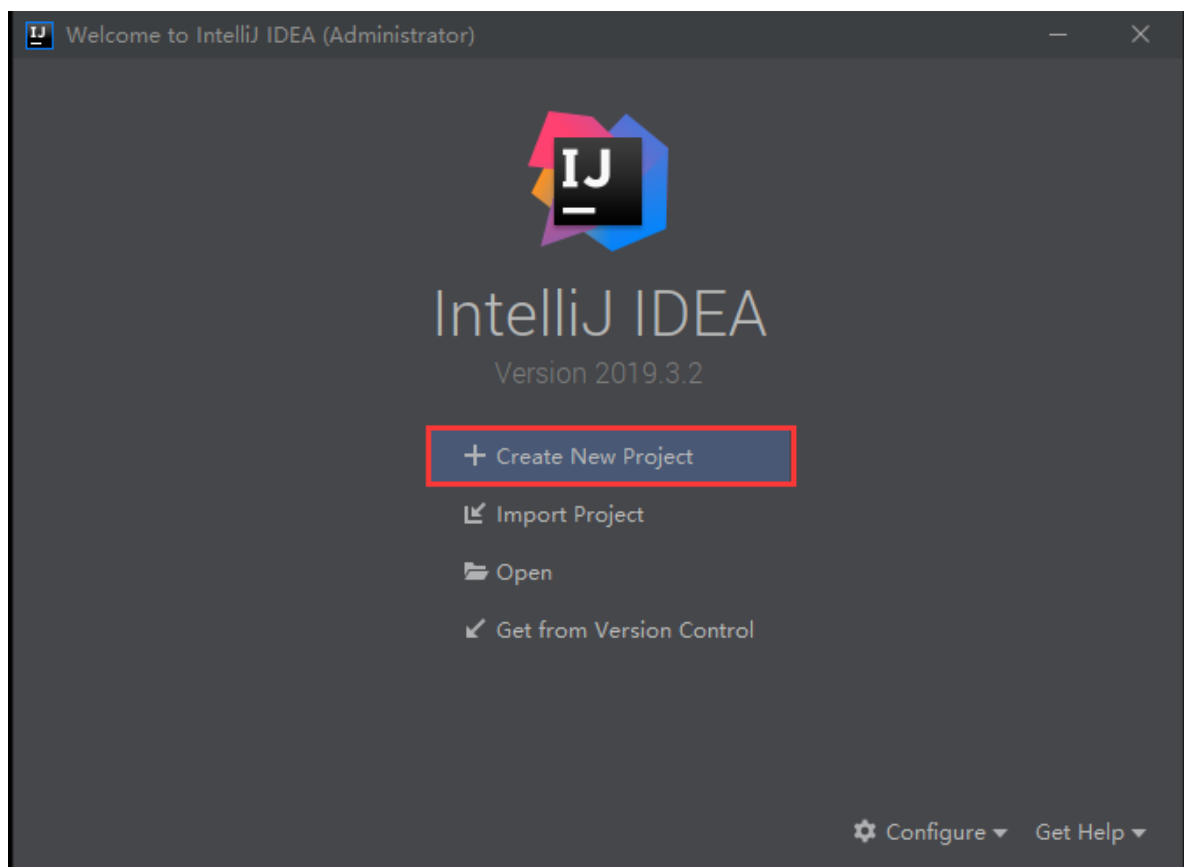 IJ Welcome to IntelliJ IDEA (Administrator)
IJ
IntelliJ IDEA
Version 2019.3.2
Create New Project
Import Project
Open
Get from Version Control
Configure Get Help